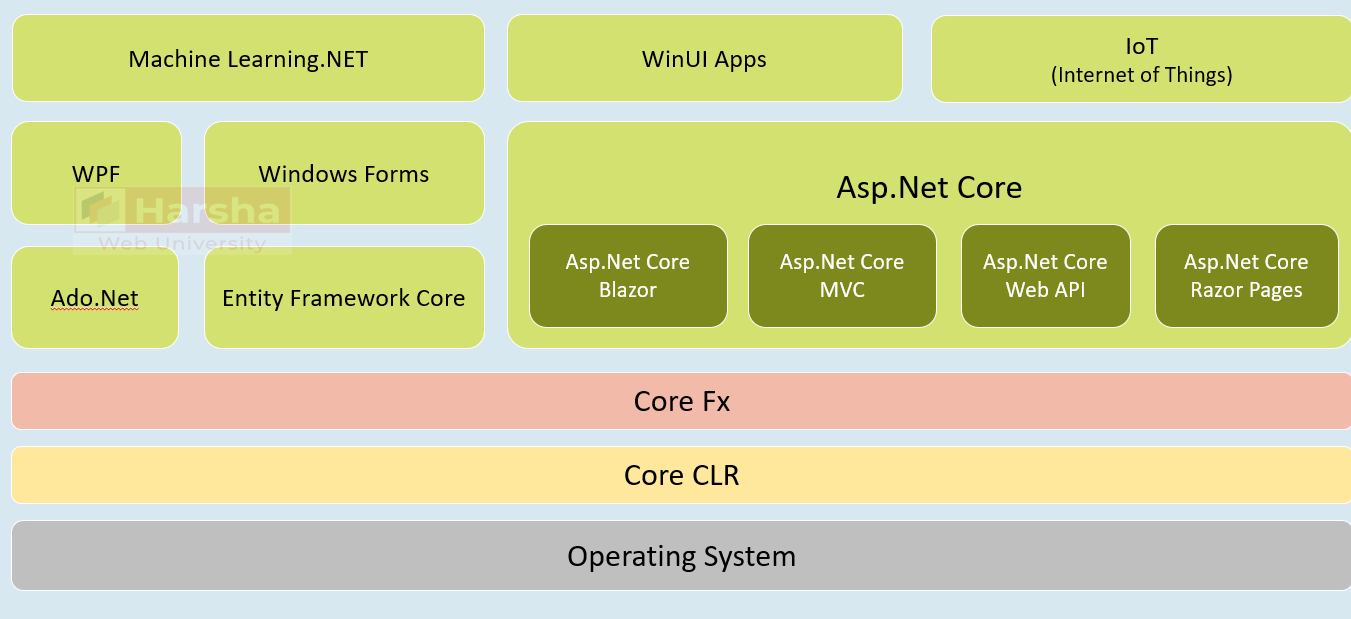 Machine Learning.NET
WinUI Apps
IoT
(Internet of Things)
WPF
Windows Forms
Harsha
Web University
Ado.Net
Entity Framework Core
Asp.Net Core
Asp.Net Core
Blazor
Asp.Net Core
MVC
Asp.Net Core
Web API
Asp.Net Core
Razor Pages
Core Fx
Core CLR
Operating System